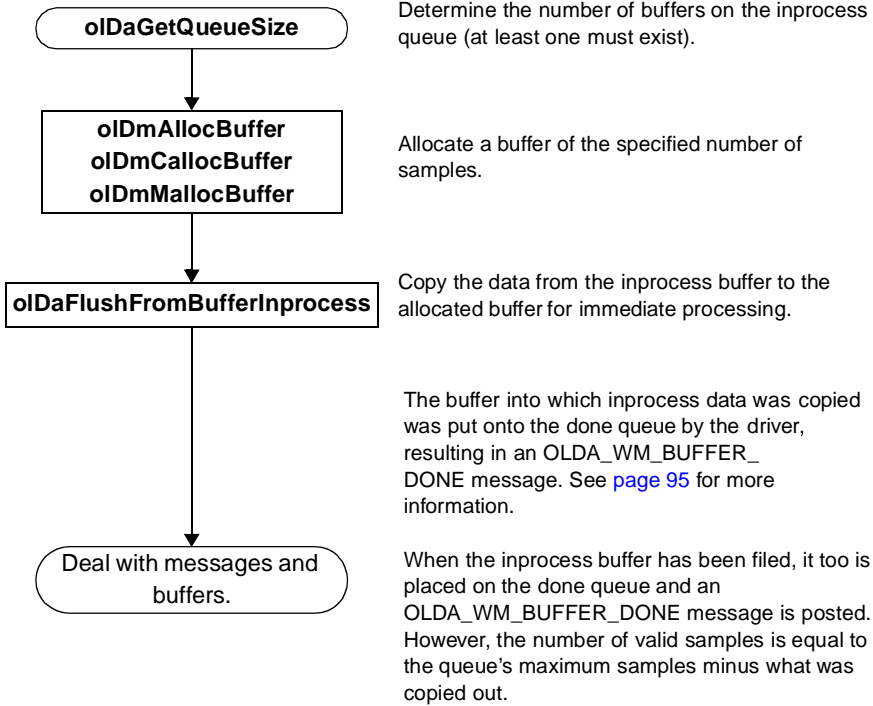 olDaGetQueueSize
Determine the number of buffers on the inprocess
queue (at least one must exist).
olDmAllocBuffer
olDmCallocBuffer
olDmMallocBuffer
Allocate a buffer of the specified number of
samples.
olDaFlushFromBufferInprocess
Copy the data from the inprocess buffer to the
allocated buffer for immediate processing.
The buffer into which inprocess data was copied
was put onto the done queue by the driver,
resulting in an OLDA_WM_BUFFER_
DONE message. See page 95 for more
information.
Deal with messages and
buffers.
When the inprocess buffer has been filed, it too is
placed on the done queue and an
OLDA_WM_BUFFER_DONE message is posted.
However, the number of valid samples is equal to
the queue's maximum samples minus what was
copied out.